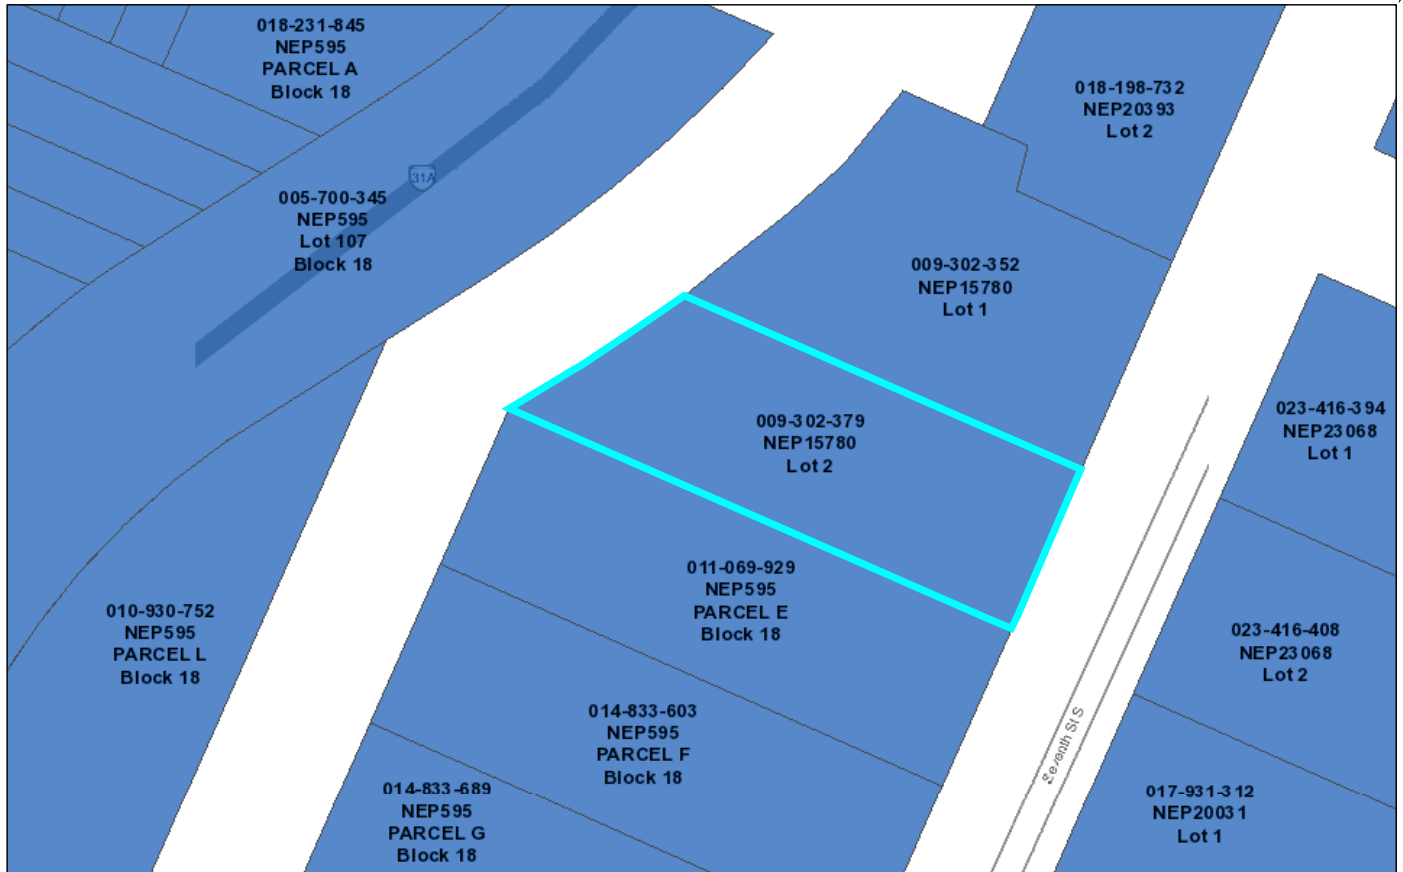 018-231-845
NEP595
PARCEL A
Block 18
018-198-732
NEP20393
Lot 2
31A
005-700-345
NEP595
Lot 107
Block 18
009-302-352
NEP15780
Lot 1
009-302-379
NEP15780
Lot 2
023-416-394
NEP23068
Lot 1
011-069-929
NEP595
PARCEL E
Block 18
010-930-752
NEP595
PARCEL L
Block 18
023-416-408
NEP23068
Lot 2
014-833-603
NEP595
PARCEL F
Block 18
Seventh St S
014-833-689
NEP595
PARCEL G
Block 18
017-931-312
NEP20031
Lot 1